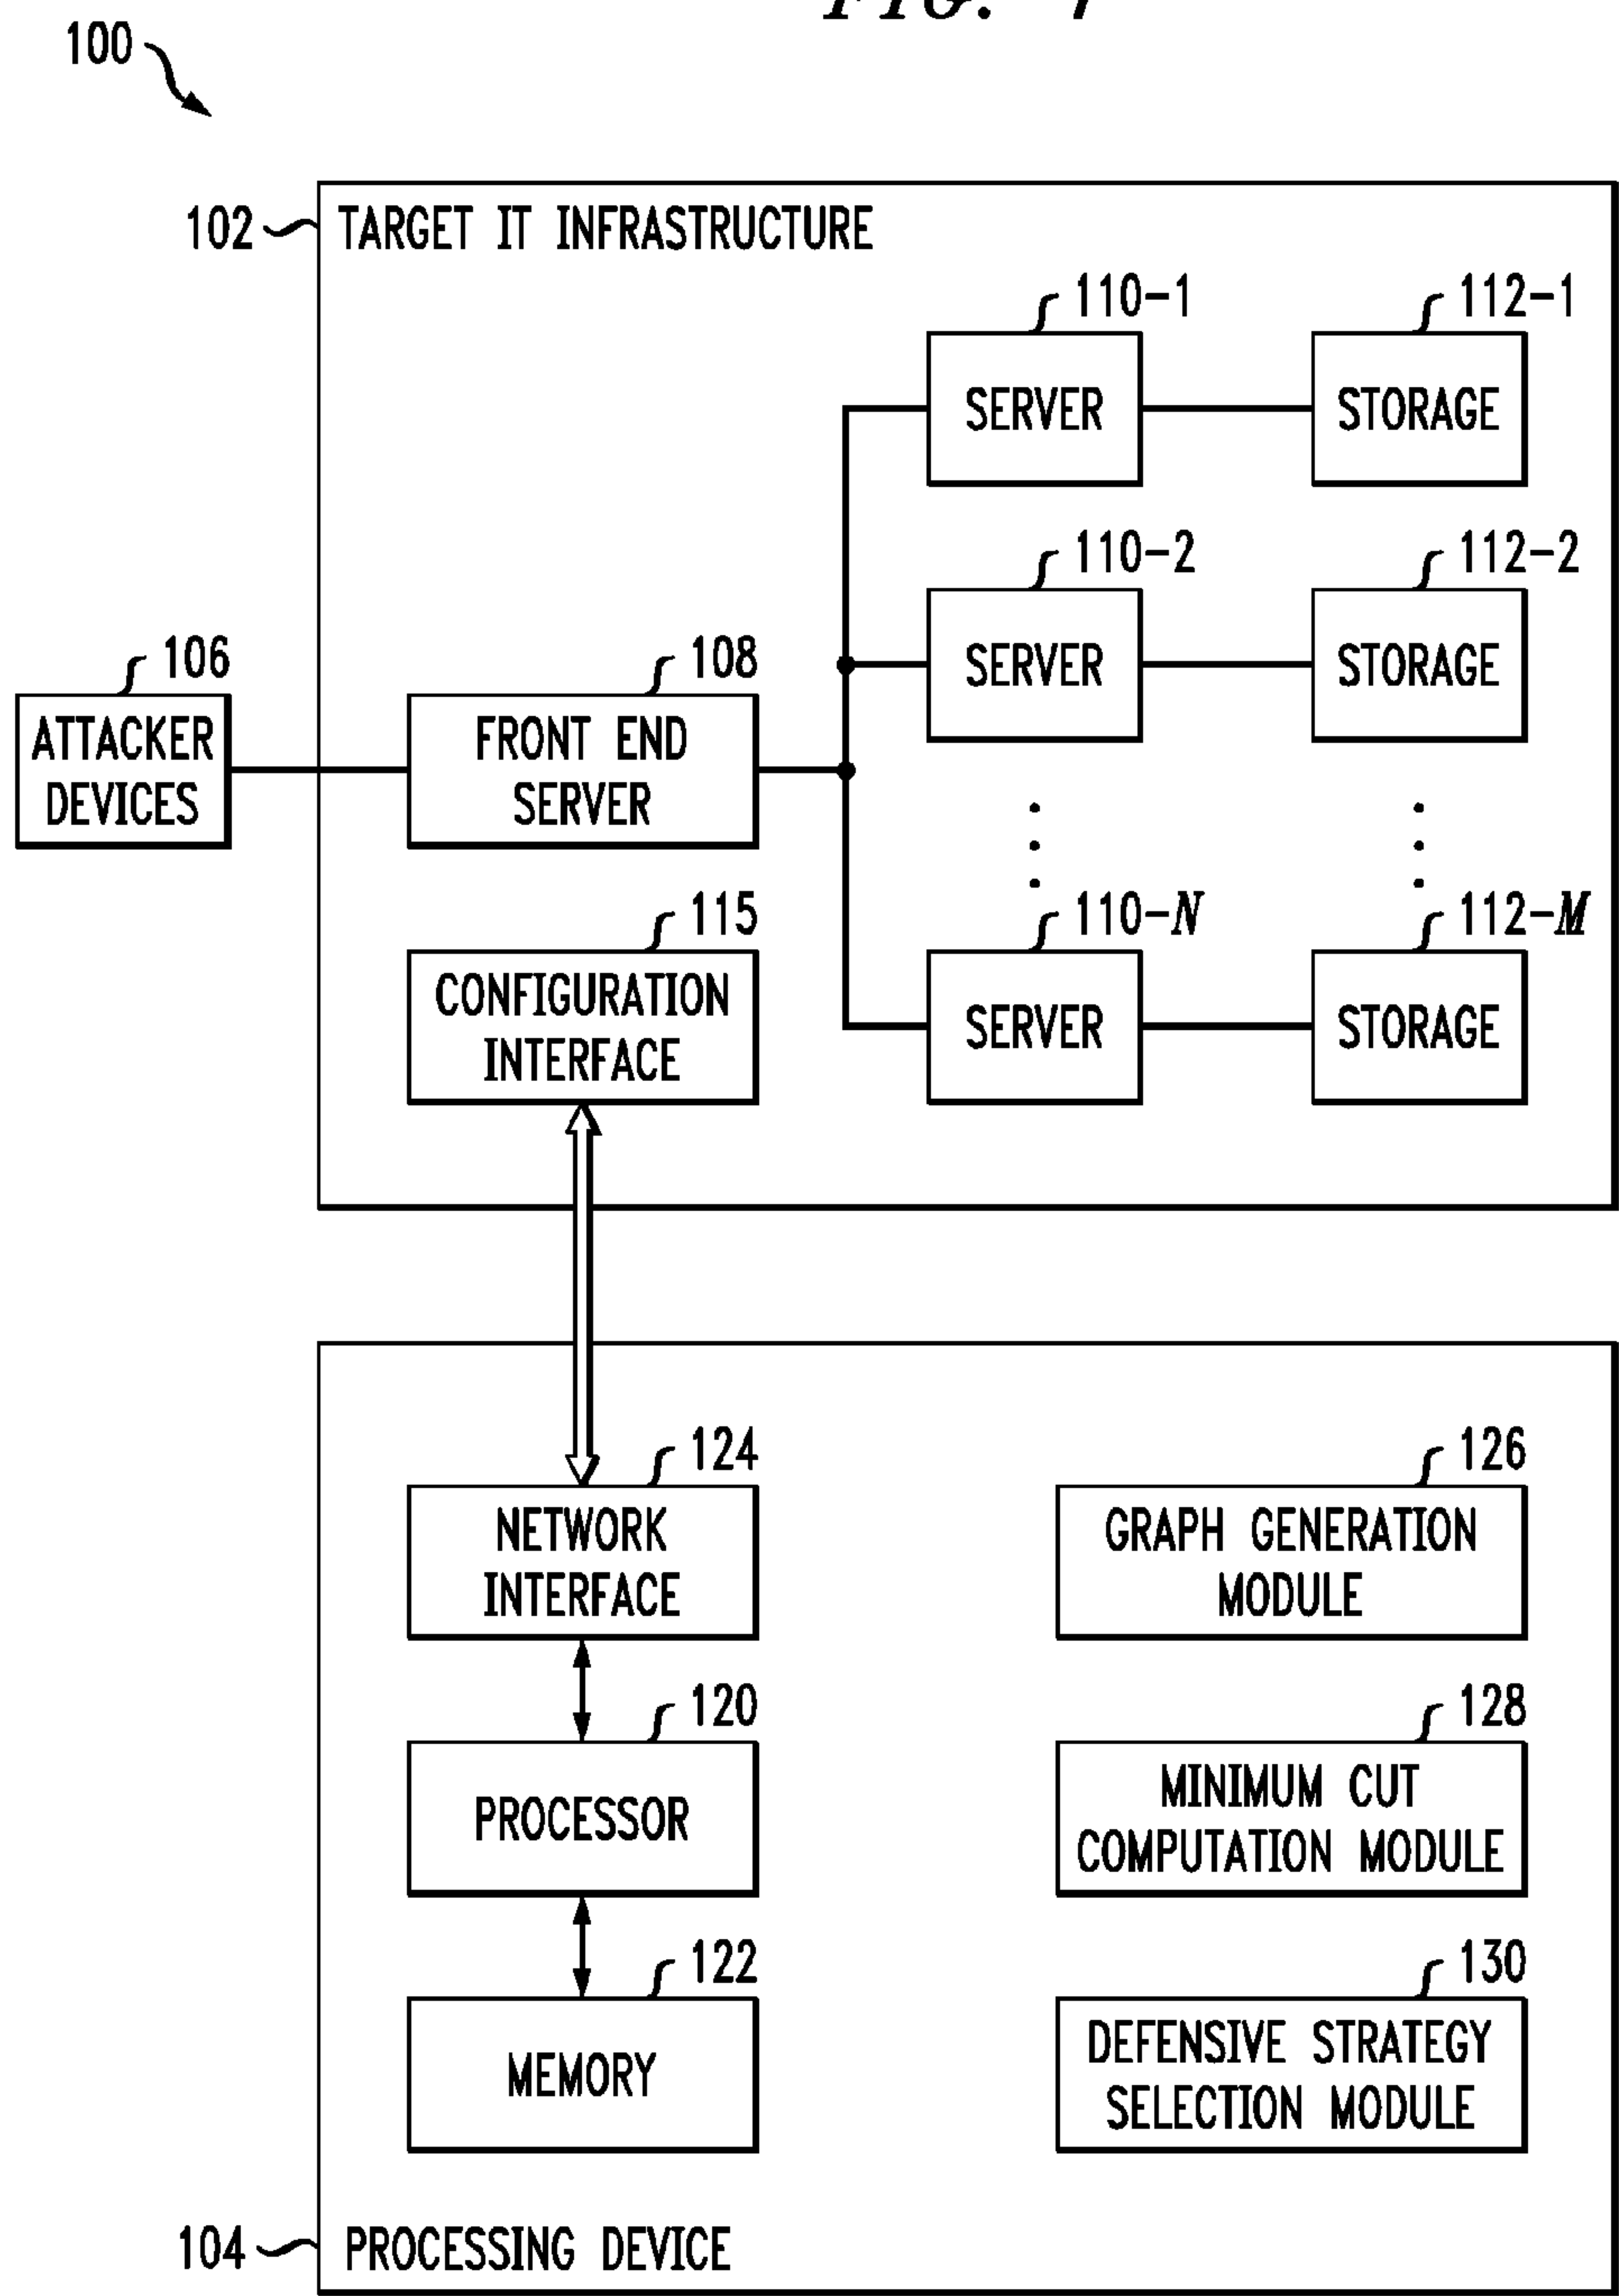 FIG. 1
100
102
TARGET IT INFRASTRUCTURE
110-1
112-1
SERVER
STORAGE
110-2
112-2
SERVER
STORAGE
106
108
ATTACKER
DEVICES
FRONT END
SERVER
115
110-N
112-M
CONFIGURATION
INTERFACE
SERVER
STORAGE
124
126
NETWORK
INTERFACE
GRAPH GENERATION
MODULE
120
128
PROCESSOR
MINIMUM CUT
COMPUTATION MODULE
122
130
MEMORY
DEFENSIVE STRATEGY
SELECTION MODULE
104
PROCESSING DEVICE